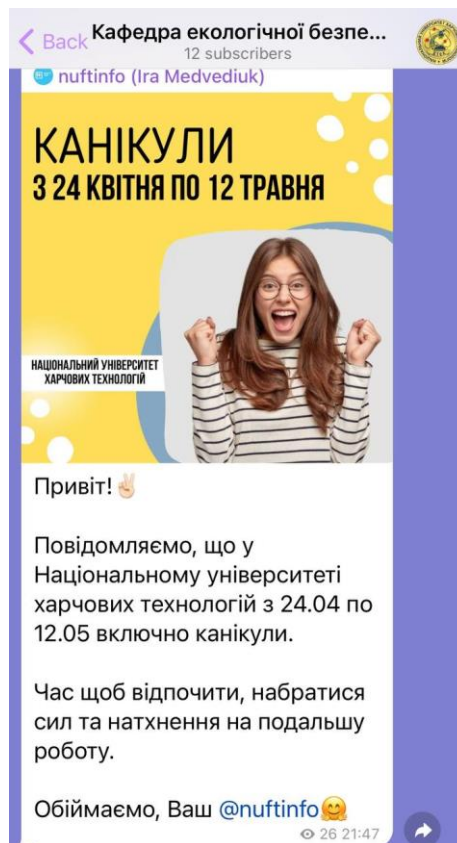 Back
Кафедра екологічної безпе...
12 subscribers
nuftinfo (Ira Medvediuk)
КАНІКУЛИ
З 24 КВІТНЯ ПО 12 ТРАВНЯ
НАЦІОНАЛЬНИЙ УНІВЕРСИТЕТ
ХАРЧОВИХ ТЕХНОЛОГІЙ
Привіт!✌🏻
Повідомляємо, що у
Національному університеті
харчових технологій з 24.04 по
12.05 включно канікули.
Час щоб відпочити, набратися
сил та натхнення на подальшу
роботу.
Обіймаємо, Ваш @nuftinfo🤗
26 21:47